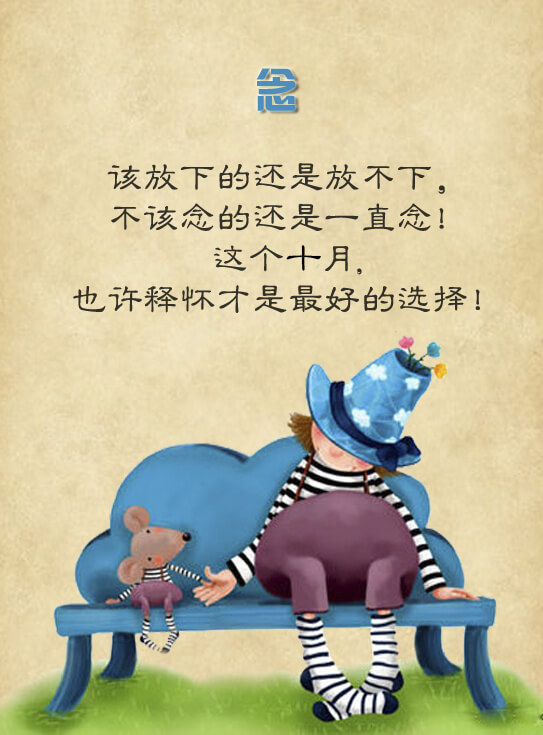 念
该放下的还是放不下，
不该念的还是一直念！
这个十月，
也许释怀才是最好的选择！